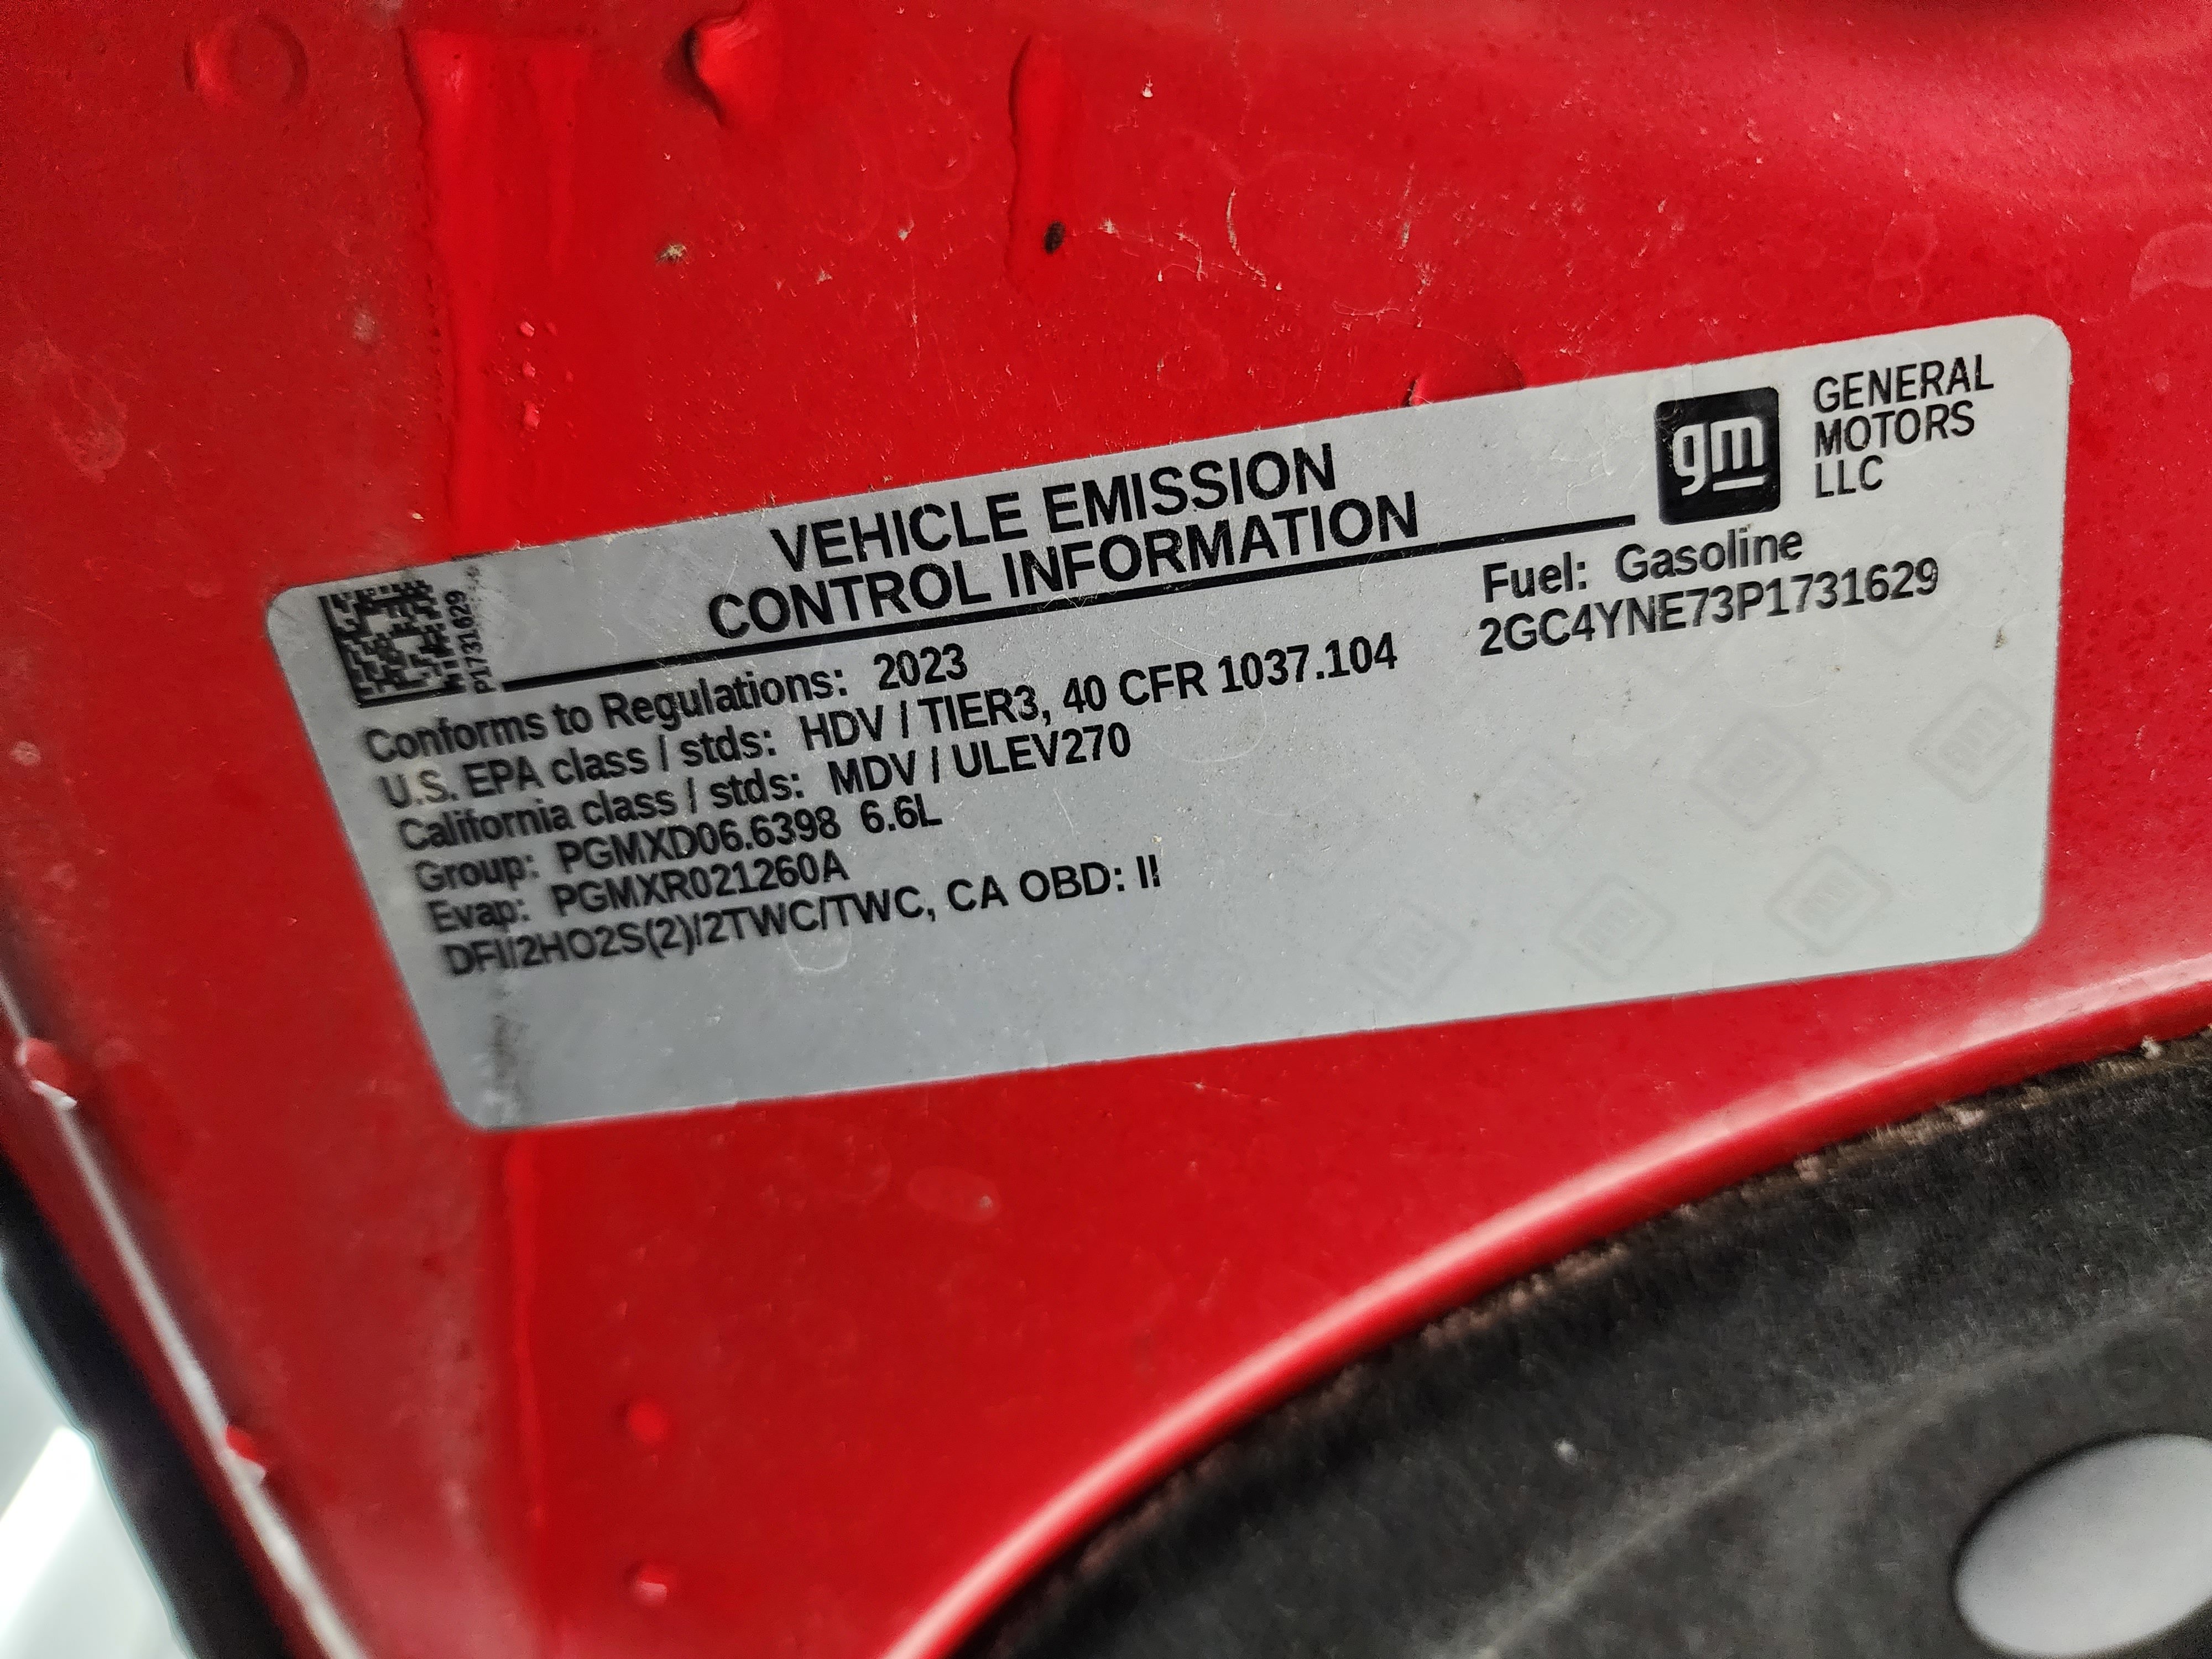 VEHICLE EMISSION
CONTROL INFORMATION
gm
GENERAL
MOTORS
LLC
P1731629
Fuel: Gasoline
2GC4YNE73P1731629
Conforms to Regulations: 2023
U.S. EPA class / stds: HDV / TIER3, 40 CFR 1037.104
California class / stds: MDV / ULEV270
Group: PGMXD06.6398 6.6L
Evap: PGMXR021260A
DFI/2HO2S(2)/2TWC/TWC, CA OBD: II